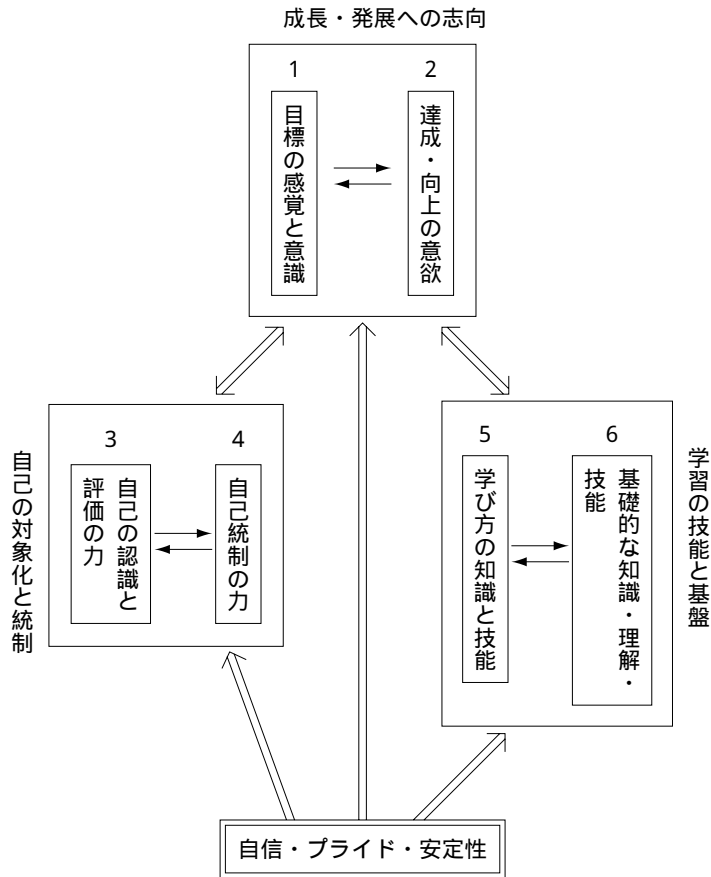 成長・発展への志向
1
2
目標の感覚と意識
達成・向上の意欲
自己の対象化と統制
3
4
自己の認識と
評価の力
自己統制の力
5
6
学び方の知識と技能
基礎的な知識・理解・
技能
学習の技能と基盤
自信・プライド・安定性